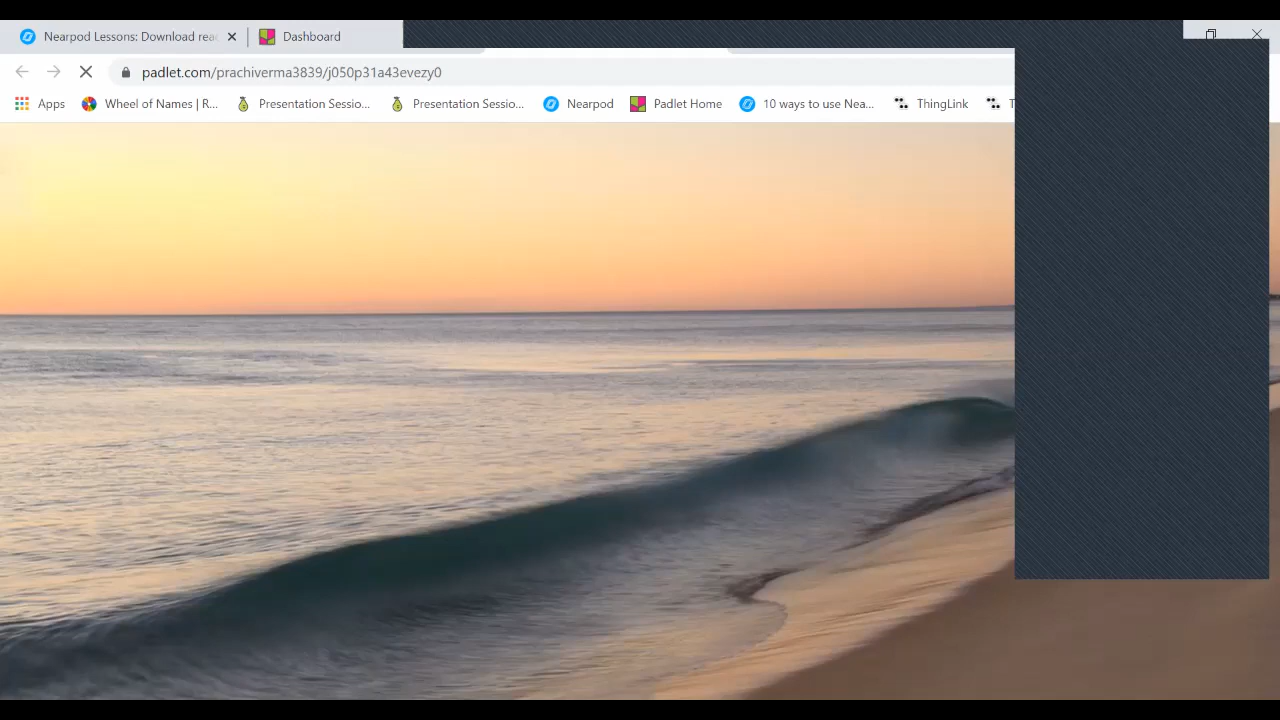 Nearpod Lessons: Download rea
Dashboard
padlet.com/prachiverma3839/j050p31a43evezy0
Apps
Wheel of Names | R...
Presentation Sessio...
Presentation Sessio...
Nearpod
Padlet Home
10 ways to use Nea...
ThingLink
T